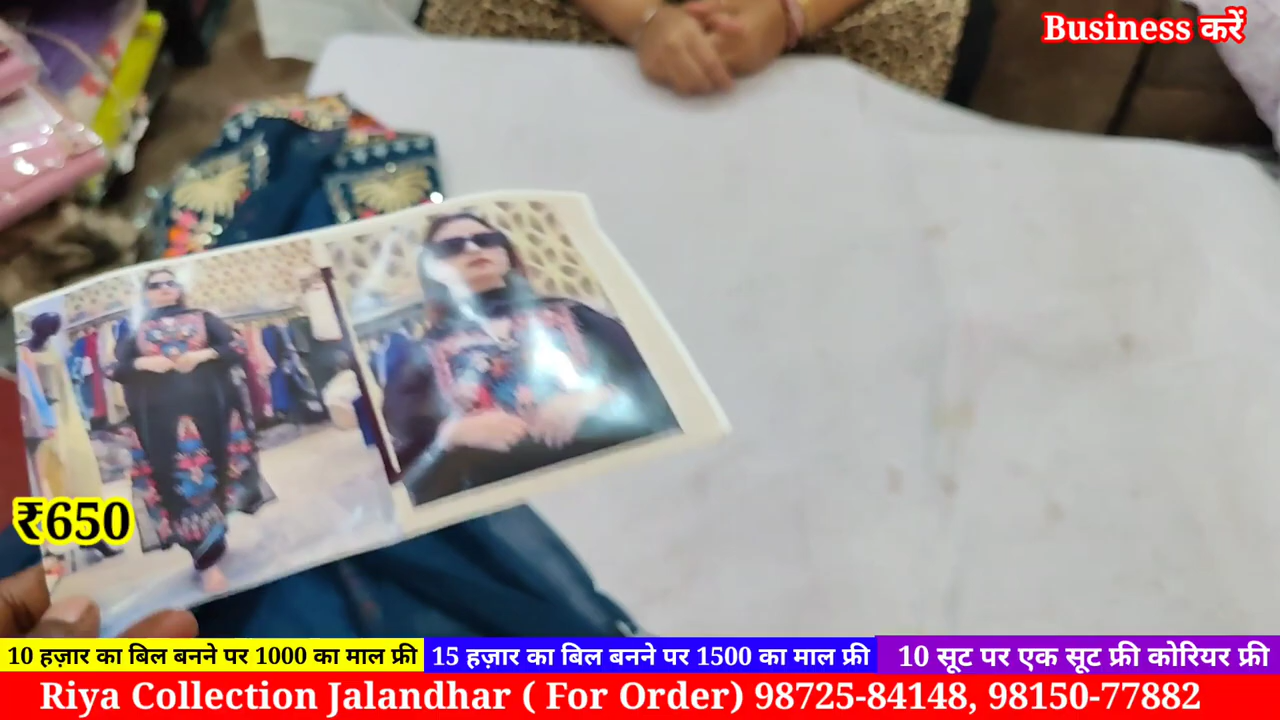 Business करें
₹650
10 हज़ार का बिल बनने पर 1000 का माल फ्री
15 हज़ार का बिल बनने पर 1500 का माल फ्री
10 सूट पर एक सूट फ्री कोरियर फ्री
Riya Collection Jalandhar ( For Order) 98725-84148, 98150-77882